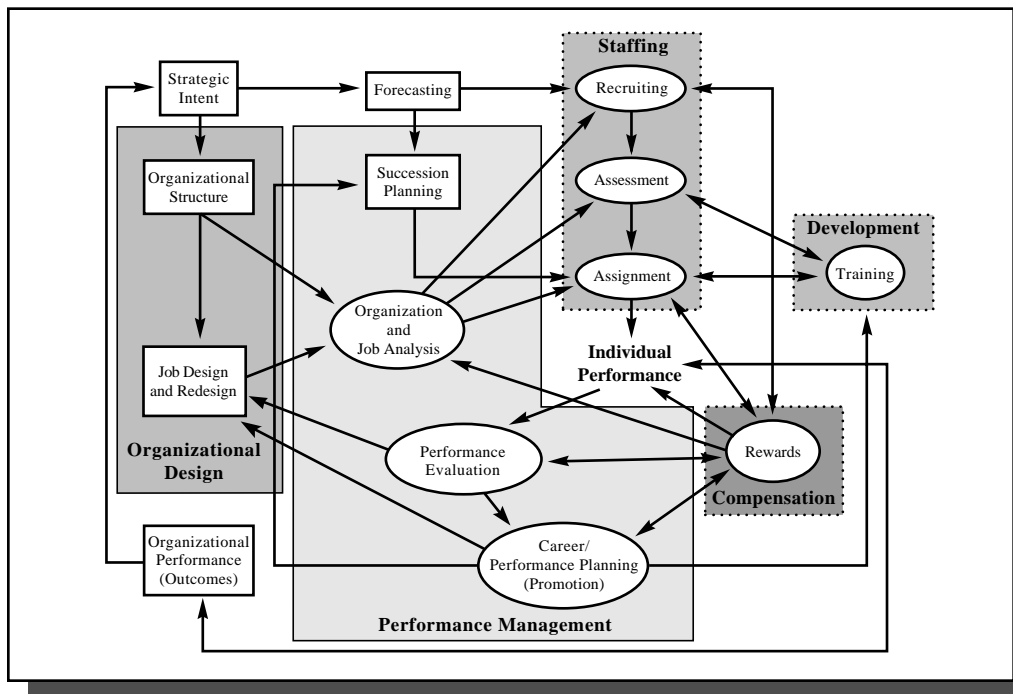 Staffing
Strategic
Intent
Forecasting
Recruiting
Organizational
Structure
Succession
Planning
Assessment
Development
Training
Assignment
Organization
and
Job Analysis
Job Design
and Redesign
Individual
Performance
Organizational
Design
Performance
Evaluation
Rewards
Compensation
Organizational
Performance
(Outcomes)
Career/
Performance Planning
(Promotion)
Performance Management